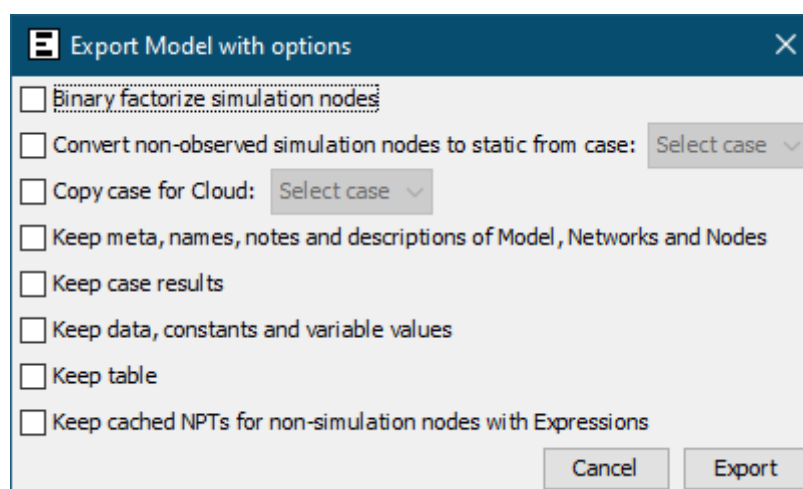 Export Model with options
Binary factorize simulation nodes
Convert non-observed simulation nodes to static from case: Select case
Copy case for Cloud: Select case
Keep meta, names, notes and descriptions of Model, Networks and Nodes
Keep case results
Keep data, constants and variable values
Keep table
Keep cached NPTs for non-simulation nodes with Expressions
Cancel Export